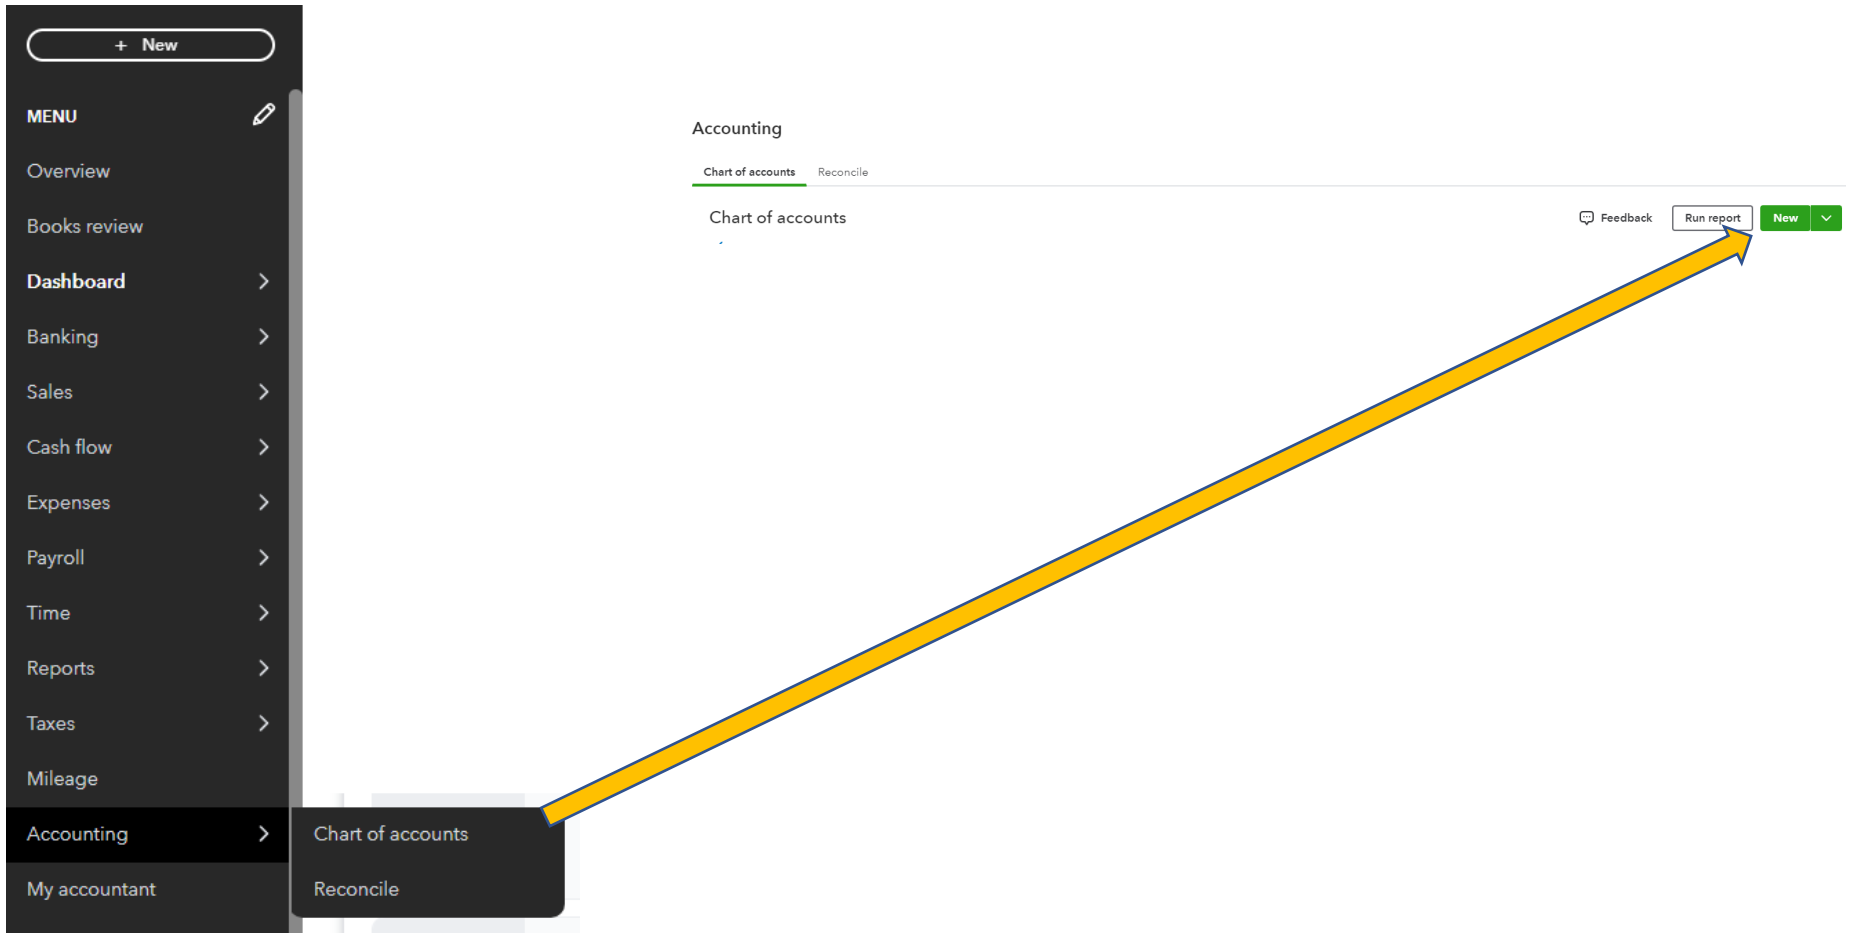 + New
MENU
Overview
Books review
Dashboard
Banking
Sales
Cash flow
Expenses
Payroll
Time
Reports
Taxes
Mileage
Accounting
My accountant
Chart of accounts
Reconcile
Accounting
Chart of accounts Reconcile
Chart of accounts Feedback Run report New